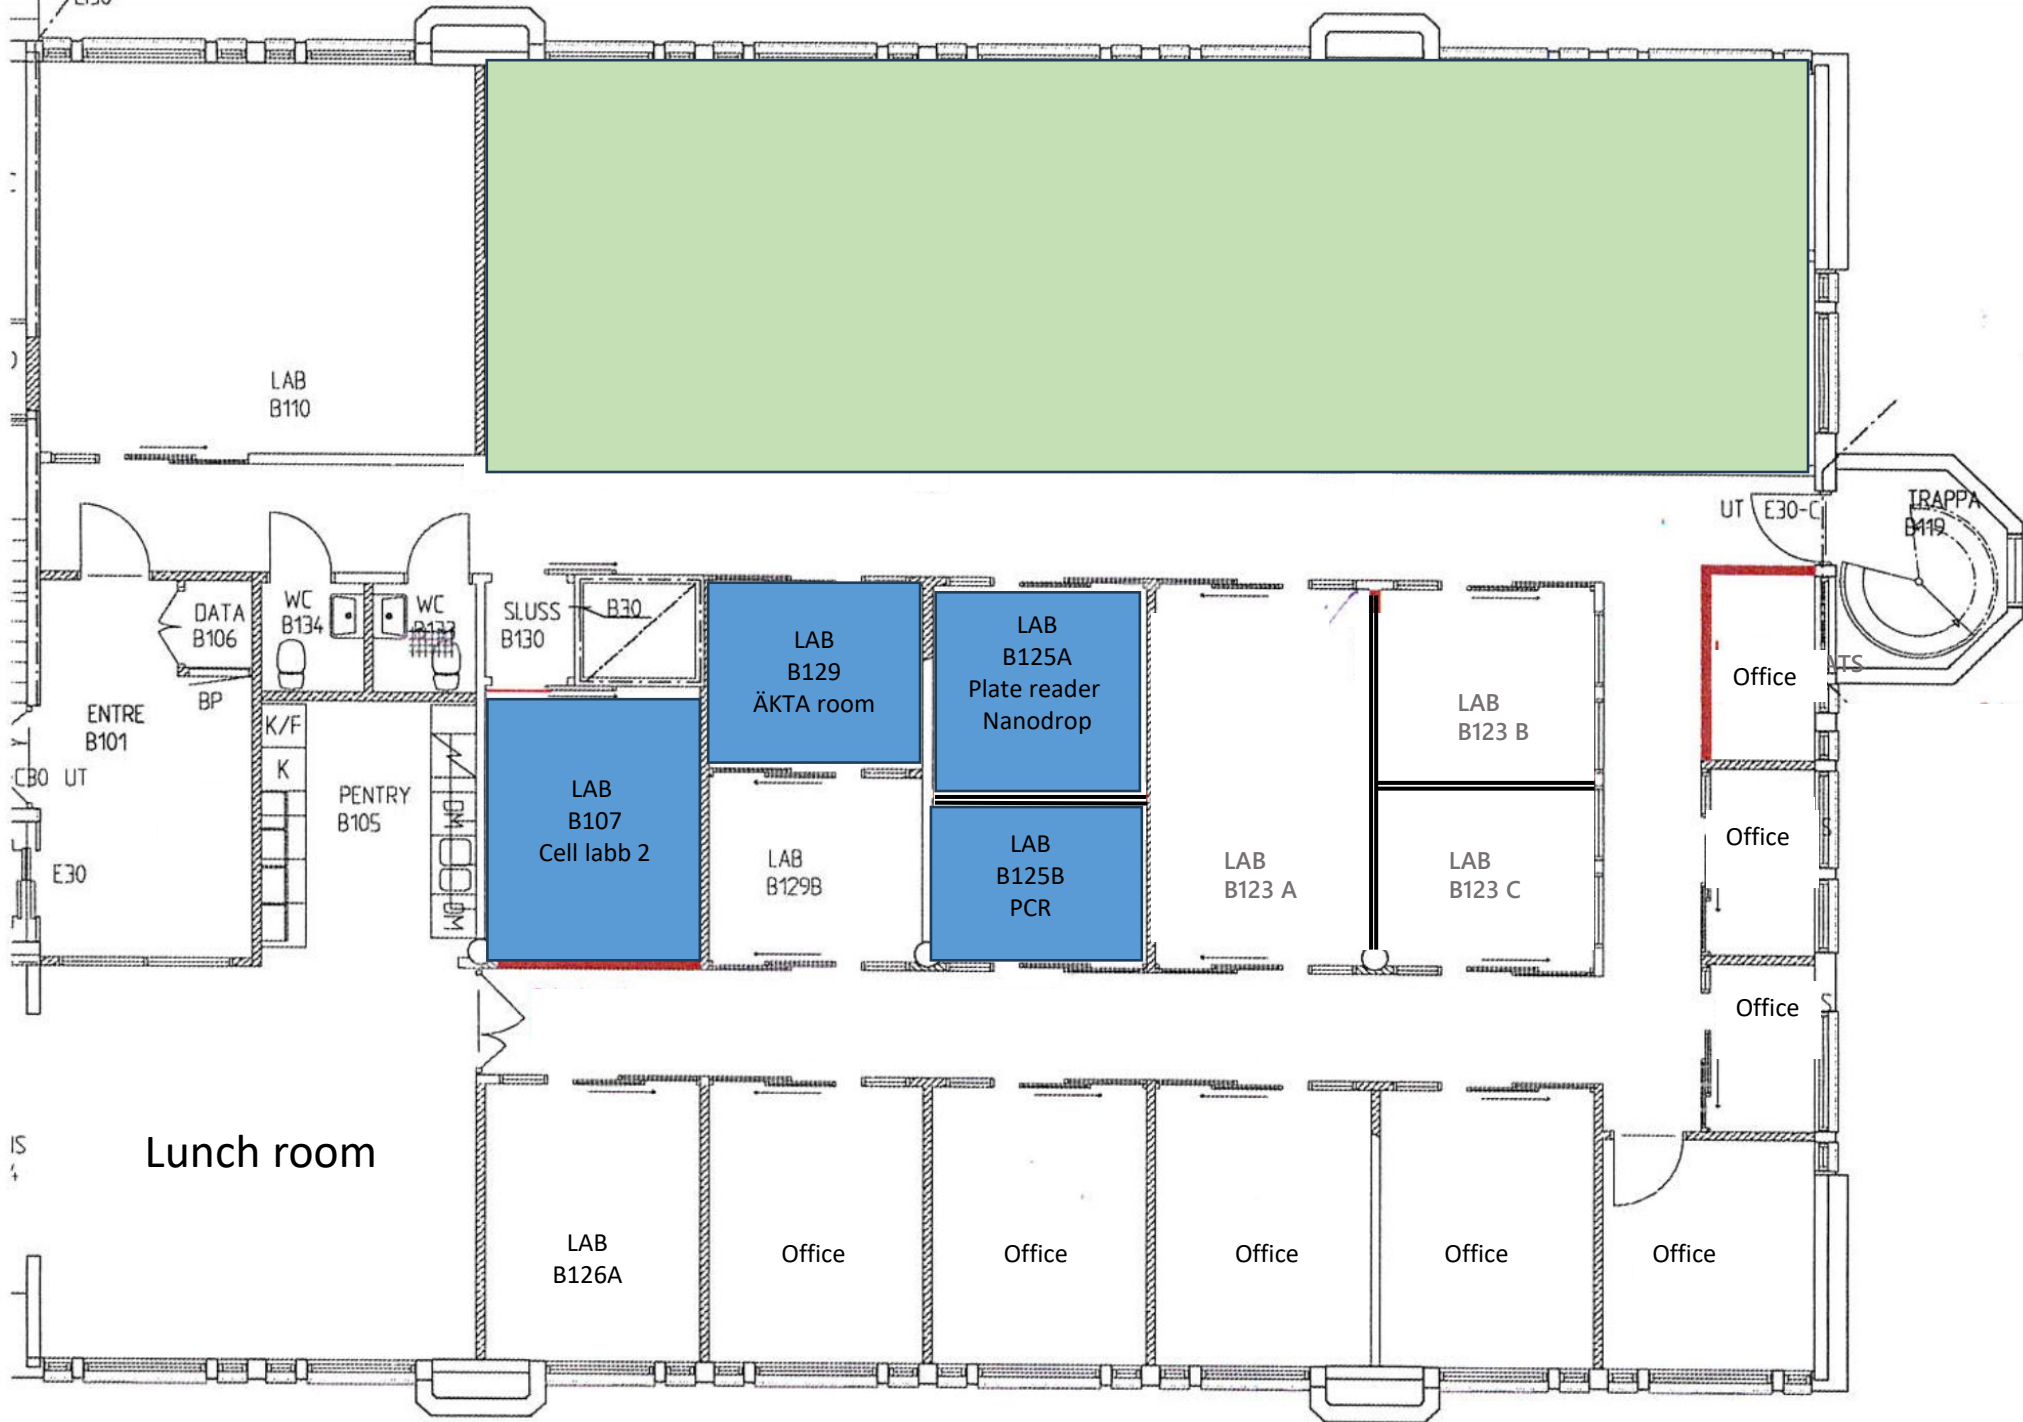 LAB
B110
UT E30-C
TRAPPA
B119
DATA
B106
WC
B134
WC
SLUSS
B130
B30
LAB
B129
ÄKTA room
LAB
B125A
Plate reader
Nanodrop
LAB
B123 B
Office
BP
ENTRE
B101
K/F
K
C30 UT
PENTRY
B105
DM
DM
E30
LAB
B107
Cell labb 2
LAB
B129B
LAB
B125B
PCR
LAB
B123 A
LAB
B123 C
Office
Office
Lunch room
LAB
B126A
Office
Office
Office
Office
Office